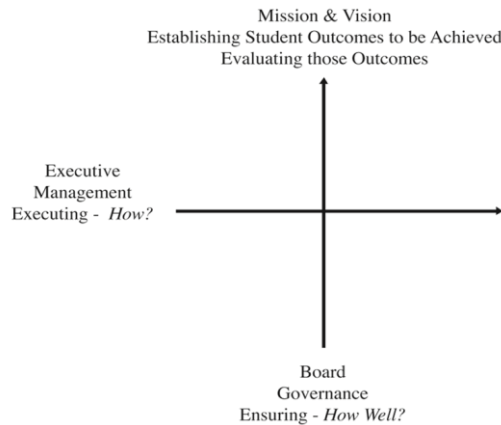 Mission & Vision
Establishing Student Outcomes to be Achieved
Evaluating those Outcomes
Executive
Management
Executing - How?
Board
Governance
Ensuring - How Well?